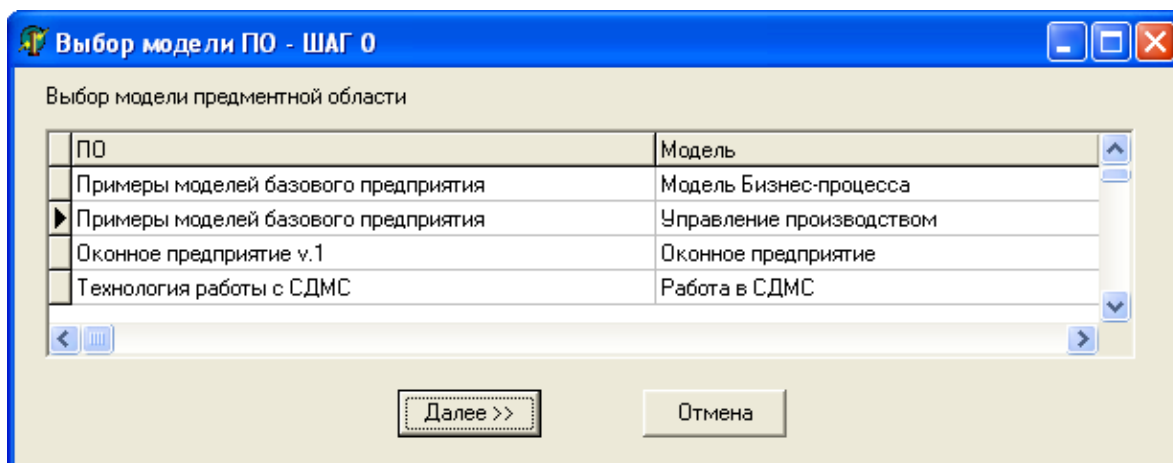 Выбор модели ПО - ШАГ 0
Выбор модели предментной области
ПО Модель
Примеры моделей базового предприятия Модель Бизнес-процесса
Примеры моделей базового предприятия Управление производством
Оконное предприятие v.1 Оконное предприятие
Технология работы с СДМС Работа в СДМС
Далее >> Отмена